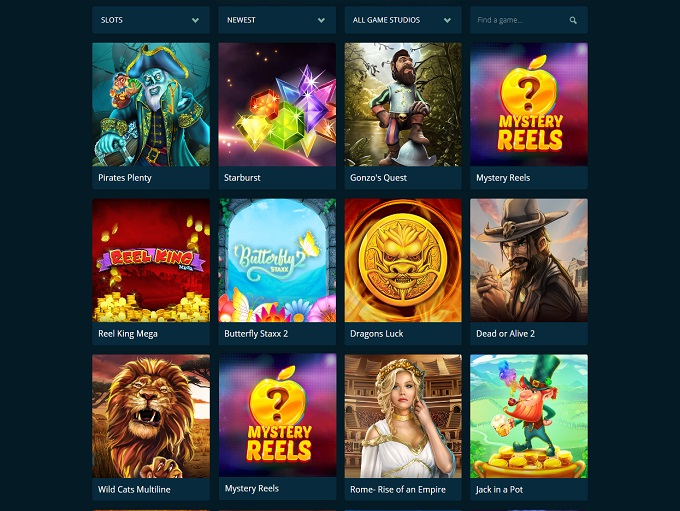 SLOTS
NEWEST
ALL GAME STUDIOS
Find a game...
MYSTERY
REELS
Pirates Plenty
Starburst
Gonzo's Quest
Mystery Reels
REEL KING
MEGA
Butterfly 2
STAXX
Reel King Mega
Butterfly Staxx 2
Dragons Luck
Dead or Alive 2
MYSTERY
REELS
Wild Cats Multiline
Mystery Reels
Rome- Rise of an Empire
Jack in a Pot